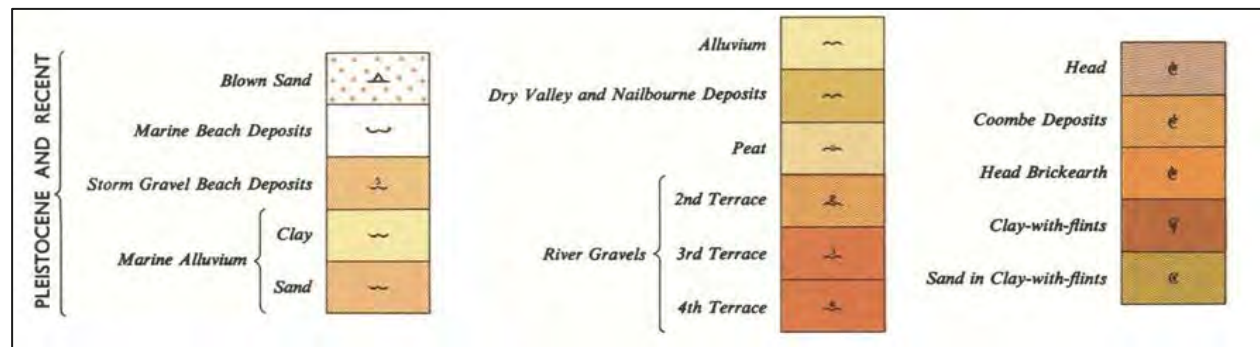 PLEISTOCENE AND RECENT
Blown Sand
Marine Beach Deposits
Storm Gravel Beach Deposits
Marine Alluvium
Clay
Sand
Alluvium
Dry Valley and Nailbourne Deposits
Peat
River Gravels
2nd Terrace
3rd Terrace
4th Terrace
Head
Coombe Deposits
Head Brickearth
Clay-with-flints
Sand in Clay-with-flints